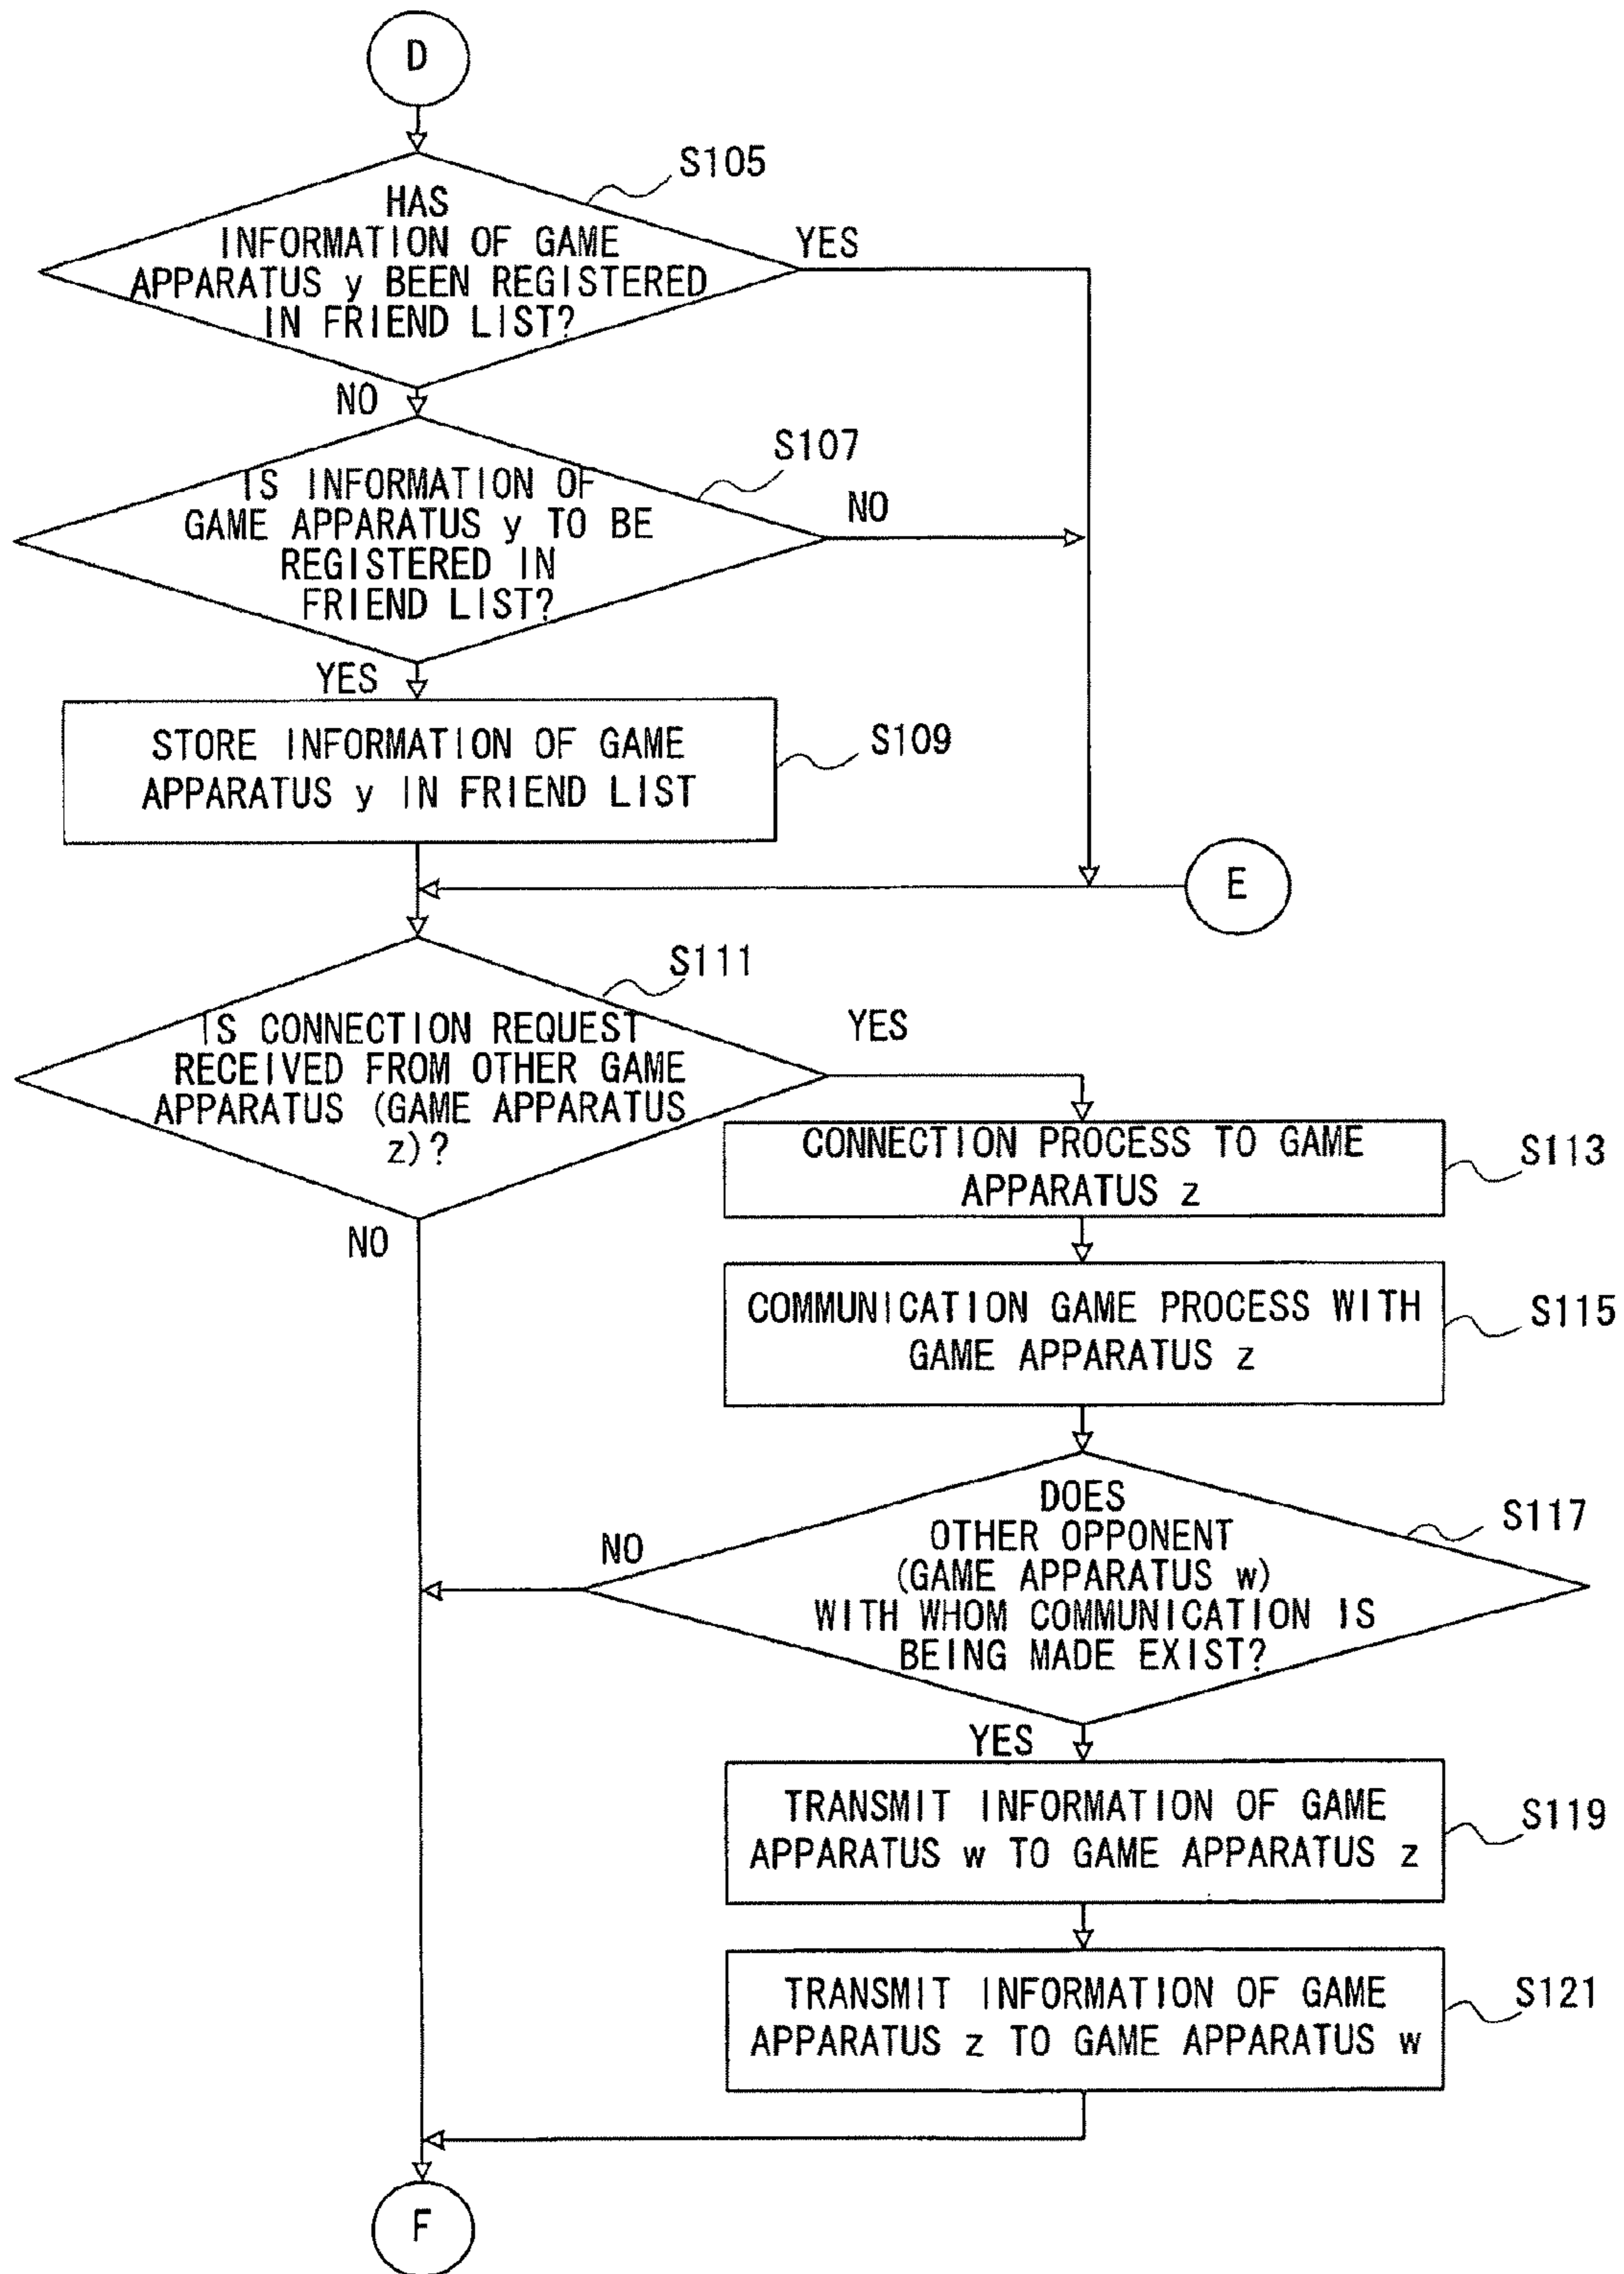 D
S105
HAS
INFORMATION OF GAME
APPARATUS y BEEN REGISTERED
IN FRIEND LIST?
YES
NO
S107
IS INFORMATION OF
GAME APPARATUS y TO BE
REGISTERED IN
FRIEND LIST?
NO
YES
STORE INFORMATION OF GAME
APPARATUS y IN FRIEND LIST
S109
E
S111
IS CONNECTION REQUEST
RECEIVED FROM OTHER GAME
APPARATUS (GAME APPARATUS
z)?
YES
NO
CONNECTION PROCESS TO GAME
APPARATUS z
S113
COMMUNICATION GAME PROCESS WITH
GAME APPARATUS z
S115
DOES
OTHER OPPONENT
(GAME APPARATUS w)
WITH WHOM COMMUNICATION IS
BEING MADE EXIST?
S117
NO
YES
TRANSMIT INFORMATION OF GAME
APPARATUS w TO GAME APPARATUS z
S119
TRANSMIT INFORMATION OF GAME
APPARATUS z TO GAME APPARATUS w
S121
F